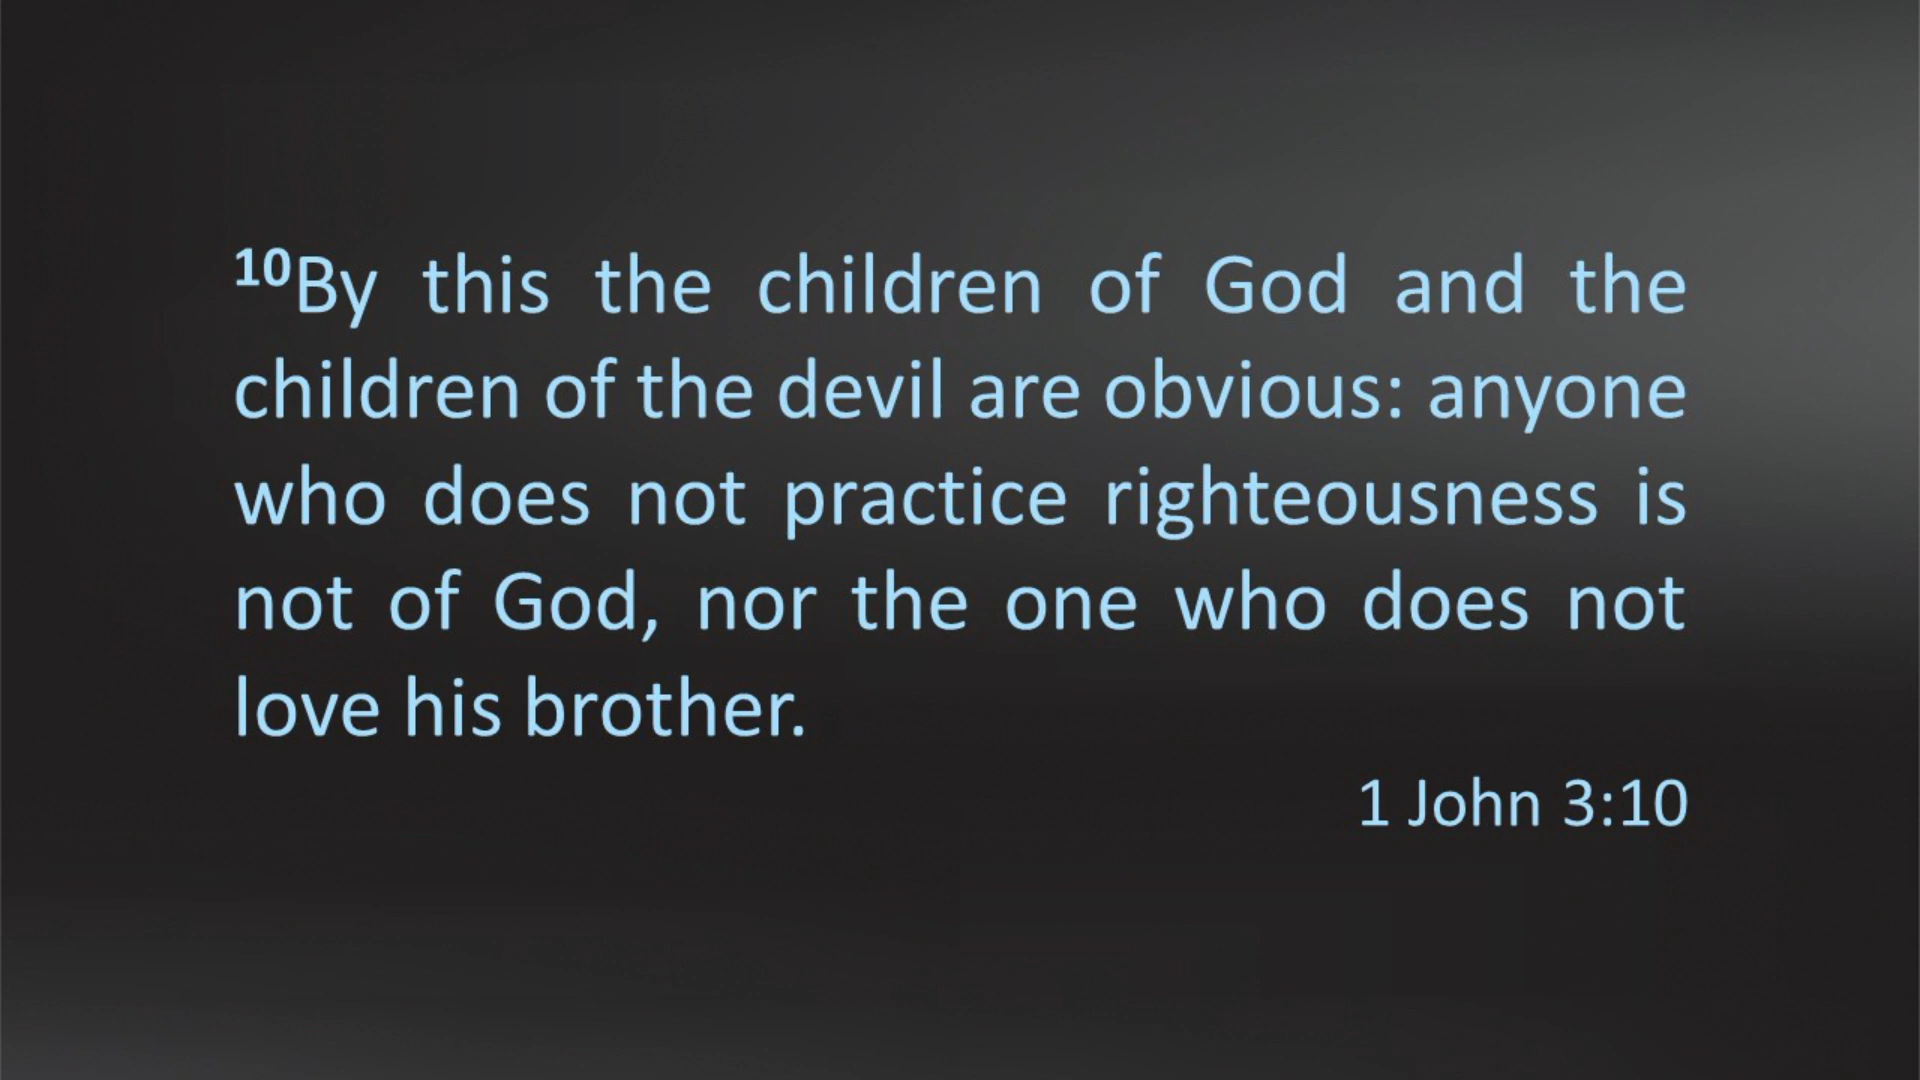 ¹⁰By this the children of God and the
children of the devil are obvious: anyone
who does not practice righteousness is
not of God, nor the one who does not
love his brother.
1 John 3:10